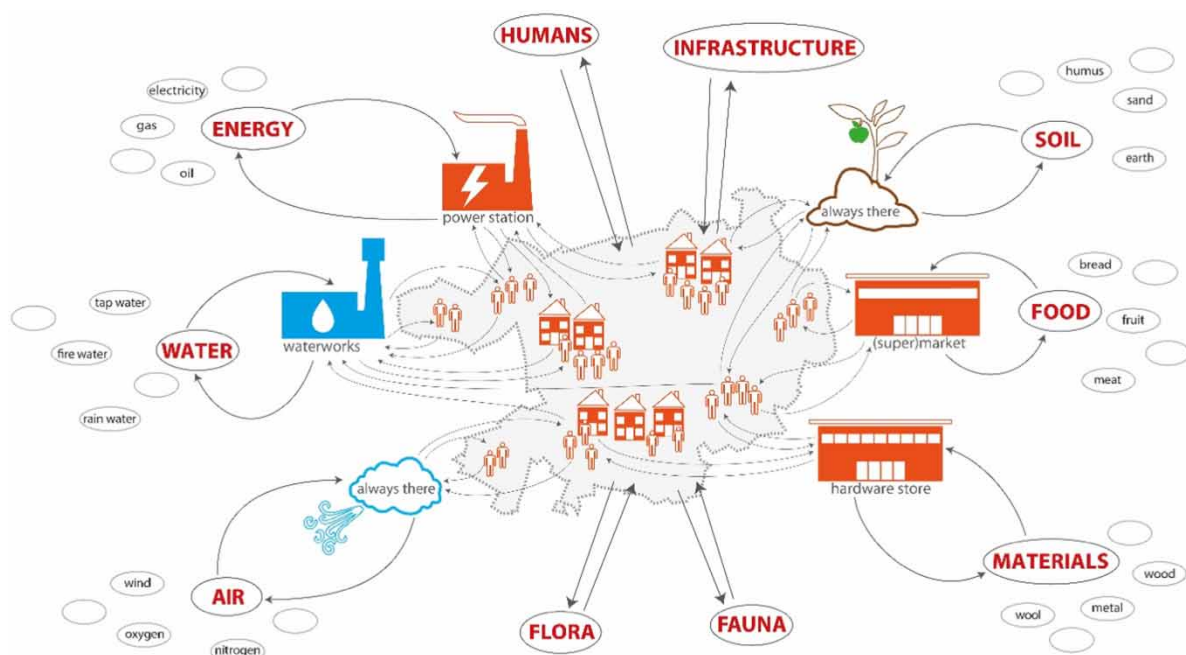 HUMANS
INFRASTRUCTURE
electricity
gas
ENERGY
oil
power station
humus
sand
SOIL
earth
always there
tap water
fire water
WATER
rain water
waterworks
bread
FOOD
fruit
meat
(super)market
always there
wind
AIR
oxygen
nitrogen
hardware store
MATERIALS
wood
metal
wool
FLORA
FAUNA